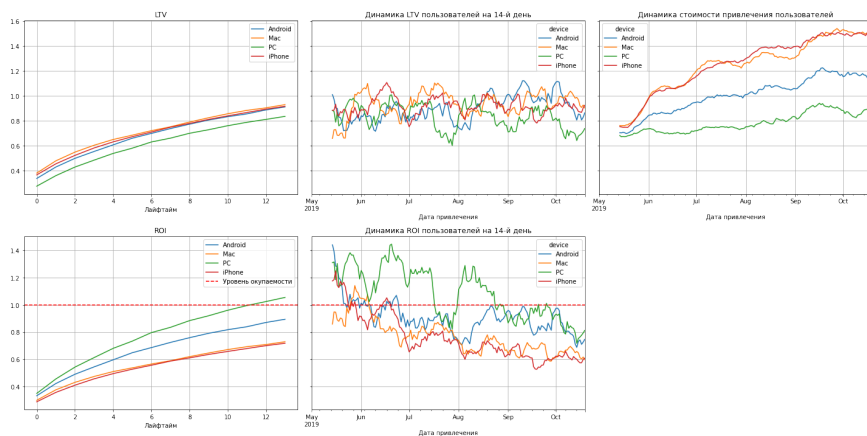 LTV
1.6
1.4
1.2
1.0
0.8
0.6
0.4
0 2 4 6 8 10 12
Лайфтайм
Android
Mac
PC
iPhone
Динамика LTV пользователей на 14-й день
device
Android
Mac
PC
iPhone
May
2019
Jun Jul Aug Sep Oct
Дата привлечения
Динамика стоимости привлечения пользователей
device
Android
Mac
PC
iPhone
May
2019
Jun Jul Aug Sep Oct
Дата привлечения
ROI
1.4
1.2
1.0
0.8
0.6
0.4
0 2 4 6 8 10 12
Лайфтайм
Android
Mac
PC
iPhone
Уровень окупаемости
Динамика ROI пользователей на 14-й день
device
Android
Mac
PC
iPhone
May
2019
Jun Jul Aug Sep Oct
Дата привлечения